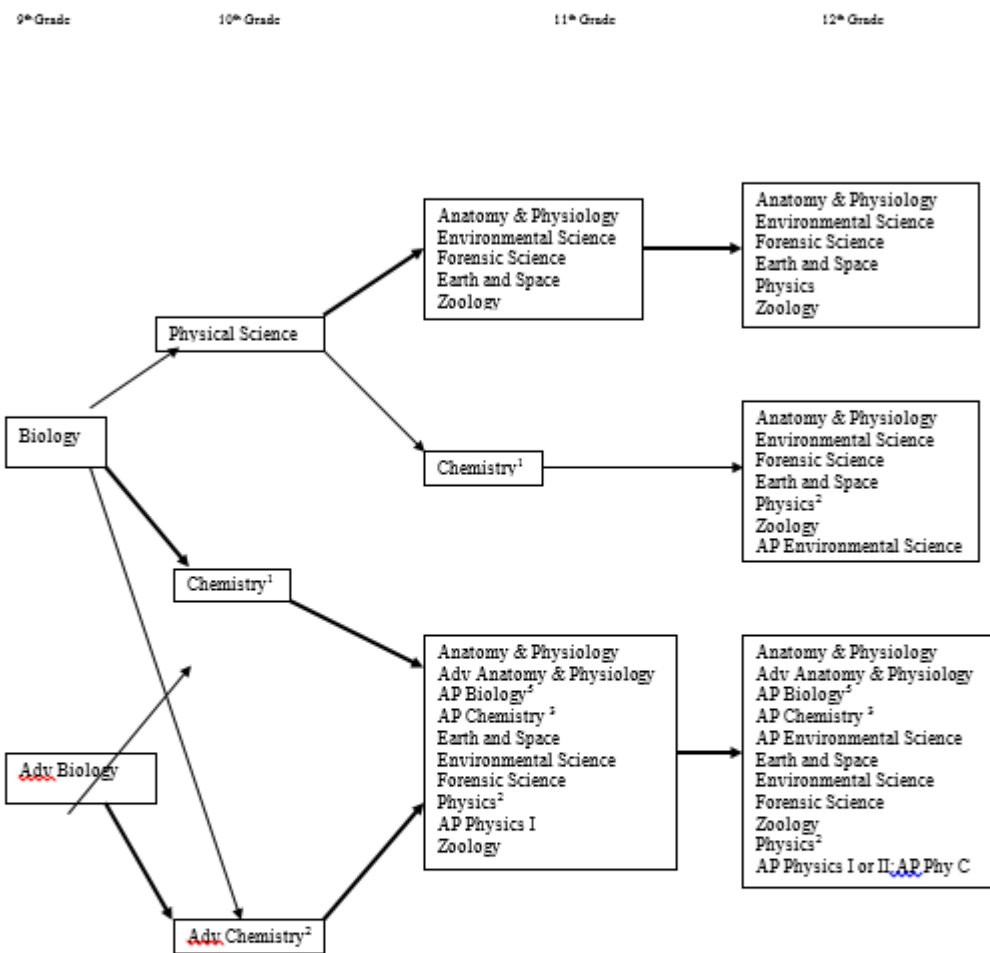 9th Grade
10th Grade
11th Grade
12th Grade
Anatomy & Physiology
Environmental Science
Forensic Science
Earth and Space
Zoology
Anatomy & Physiology
Environmental Science
Forensic Science
Earth and Space
Physics
Zoology
Physical Science
Biology
Chemistry¹
Anatomy & Physiology
Environmental Science
Forensic Science
Earth and Space
Physics²
Zoology
AP Environmental Science
Chemistry¹
Anatomy & Physiology
Adv Anatomy & Physiology
AP Biology⁵
AP Chemistry
Earth and Space
Environmental Science
Forensic Science
Physics²
AP Physics I
Zoology
Anatomy & Physiology
Adv Anatomy & Physiology
AP Biology⁵
AP Chemistry
AP Environmental Science
Earth and Space
Environmental Science
Forensic Science
Zoology
Physics²
AP Physics I or II; AP Phy C
Adv Biology
Adv Chemistry²